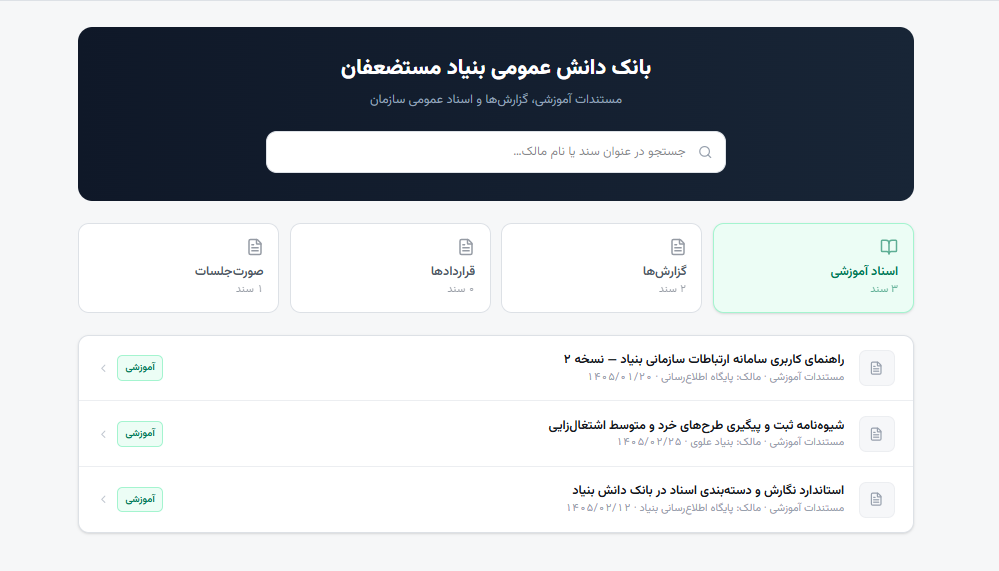 بانک دانش عمومی بنیاد مستضعفان
مستندات آموزشی، گزارش‌ها و اسناد عمومی سازمان
جستجو در عنوان سند یا نام مالک...
اسناد آموزشی
۳ سند
گزارش‌ها
۲ سند
قراردادها
۰ سند
صورت‌جلسات
۱ سند
راهنمای کاربری سامانه ارتباطات سازمانی بنیاد — نسخه ۲
مستندات آموزشی · مالک: پایگاه اطلاع‌رسانی · ۱۴۰۵/۰۱/۲۰
آموزشی
شیوه‌نامه ثبت و پیگیری طرح‌های خرد و متوسط اشتغال‌زایی
مستندات آموزشی · مالک: بنیاد علوی · ۱۴۰۵/۰۲/۲۵
آموزشی
استاندارد نگارش و دسته‌بندی اسناد در بانک دانش بنیاد
مستندات آموزشی · مالک: پایگاه اطلاع‌رسانی بنیاد · ۱۴۰۵/۰۲/۱۲
آموزشی